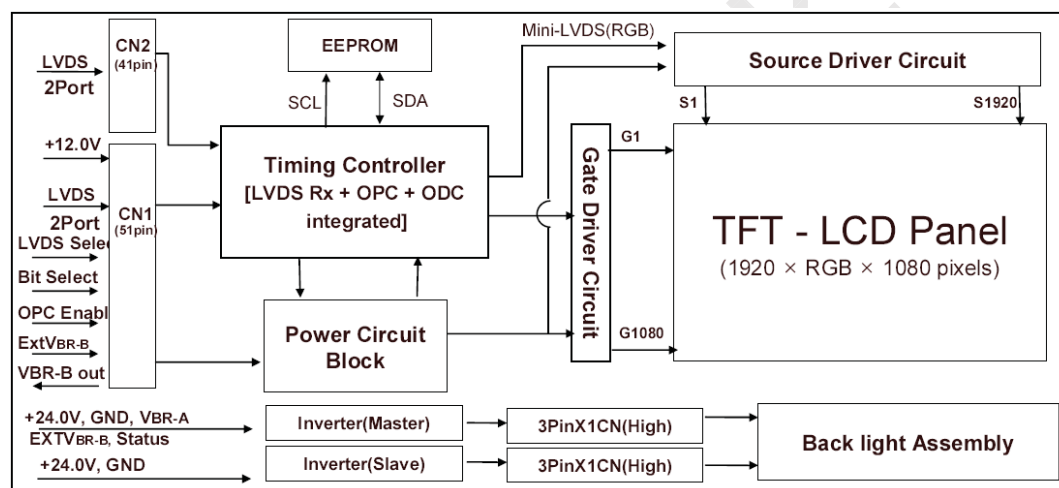 CN2
(41pin)
LVDS
2Port
EEPROM
SCL
SDA
Mini-LVDS(RGB)
Source Driver Circuit
S1
S1920
+12.0V
LVDS
2Port
CN1
(51pin)
LVDS Selec
Bit Select
OPC Enabl
ExtVBR-B
VBR-B out
Timing Controller
[LVDS Rx + OPC + ODC
integrated]
Power Circuit
Block
Gate Driver Circuit
G1
G1080
TFT - LCD Panel
(1920 × RGB × 1080 pixels)
+24.0V, GND, VBR-A
EXTVBR-B, Status
+24.0V, GND
Inverter(Master)
3PinX1CN(High)
Inverter(Slave)
3PinX1CN(High)
Back light Assembly